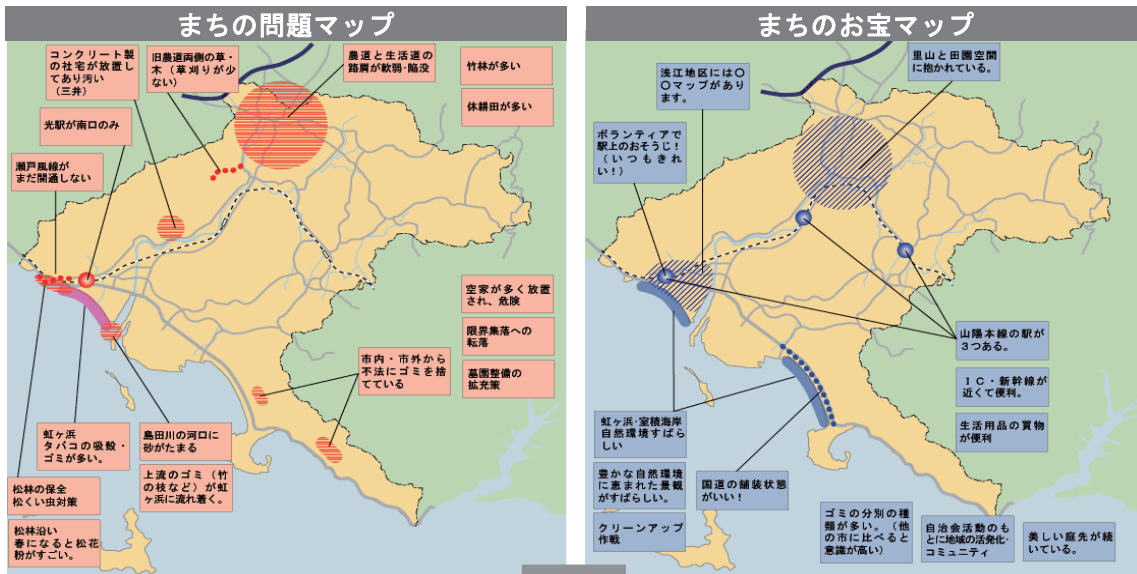 まちの問題マップ
コンクリート製
の社宅が放置し
てあり汚い
（三井）
旧農道両側の草・
木（草刈りが少
ない）
農道と生活道の
路肩が軟弱・陥没
竹林が多い
休耕田が多い
光駅が南口のみ
瀬戸風線が
まだ開通しない
空家が多く放置
され、危険
限界集落への
転落
墓園整備の
拡充策
市内・市外から
不法にゴミを捨
てている
虹ヶ浜
タバコの吸殻・
ゴミが多い。
島田川の河口に
砂がたまる
上流のゴミ（竹
の枝など）が虹
ヶ浜に流れ着く。
松林の保全
松くい虫対策
松林沿い
春になると松花
粉がすごい。
まちのお宝マップ
里山と田園空間
に抱かれている。
浅江地区には〇
〇マップがあり
ます。
ボランティアで
駅上のおそうじ！
（いつもきれ
い！）
山陽本線の駅が
３つある。
ＩＣ・新幹線が
近くて便利。
生活用品の買物
が便利
虹ヶ浜・室積海岸
自然環境すばら
しい
豊かな自然環境
に恵まれた景観
がすばらしい。
クリーンアップ
作戦
国道の舗装状態
がいい！
ゴミの分別の種
類が多い。（他
の市に比べると
意識が高い）
自治会活動のも
とに地域の活発化・
コミュニティ
美しい庭先が続
いている。